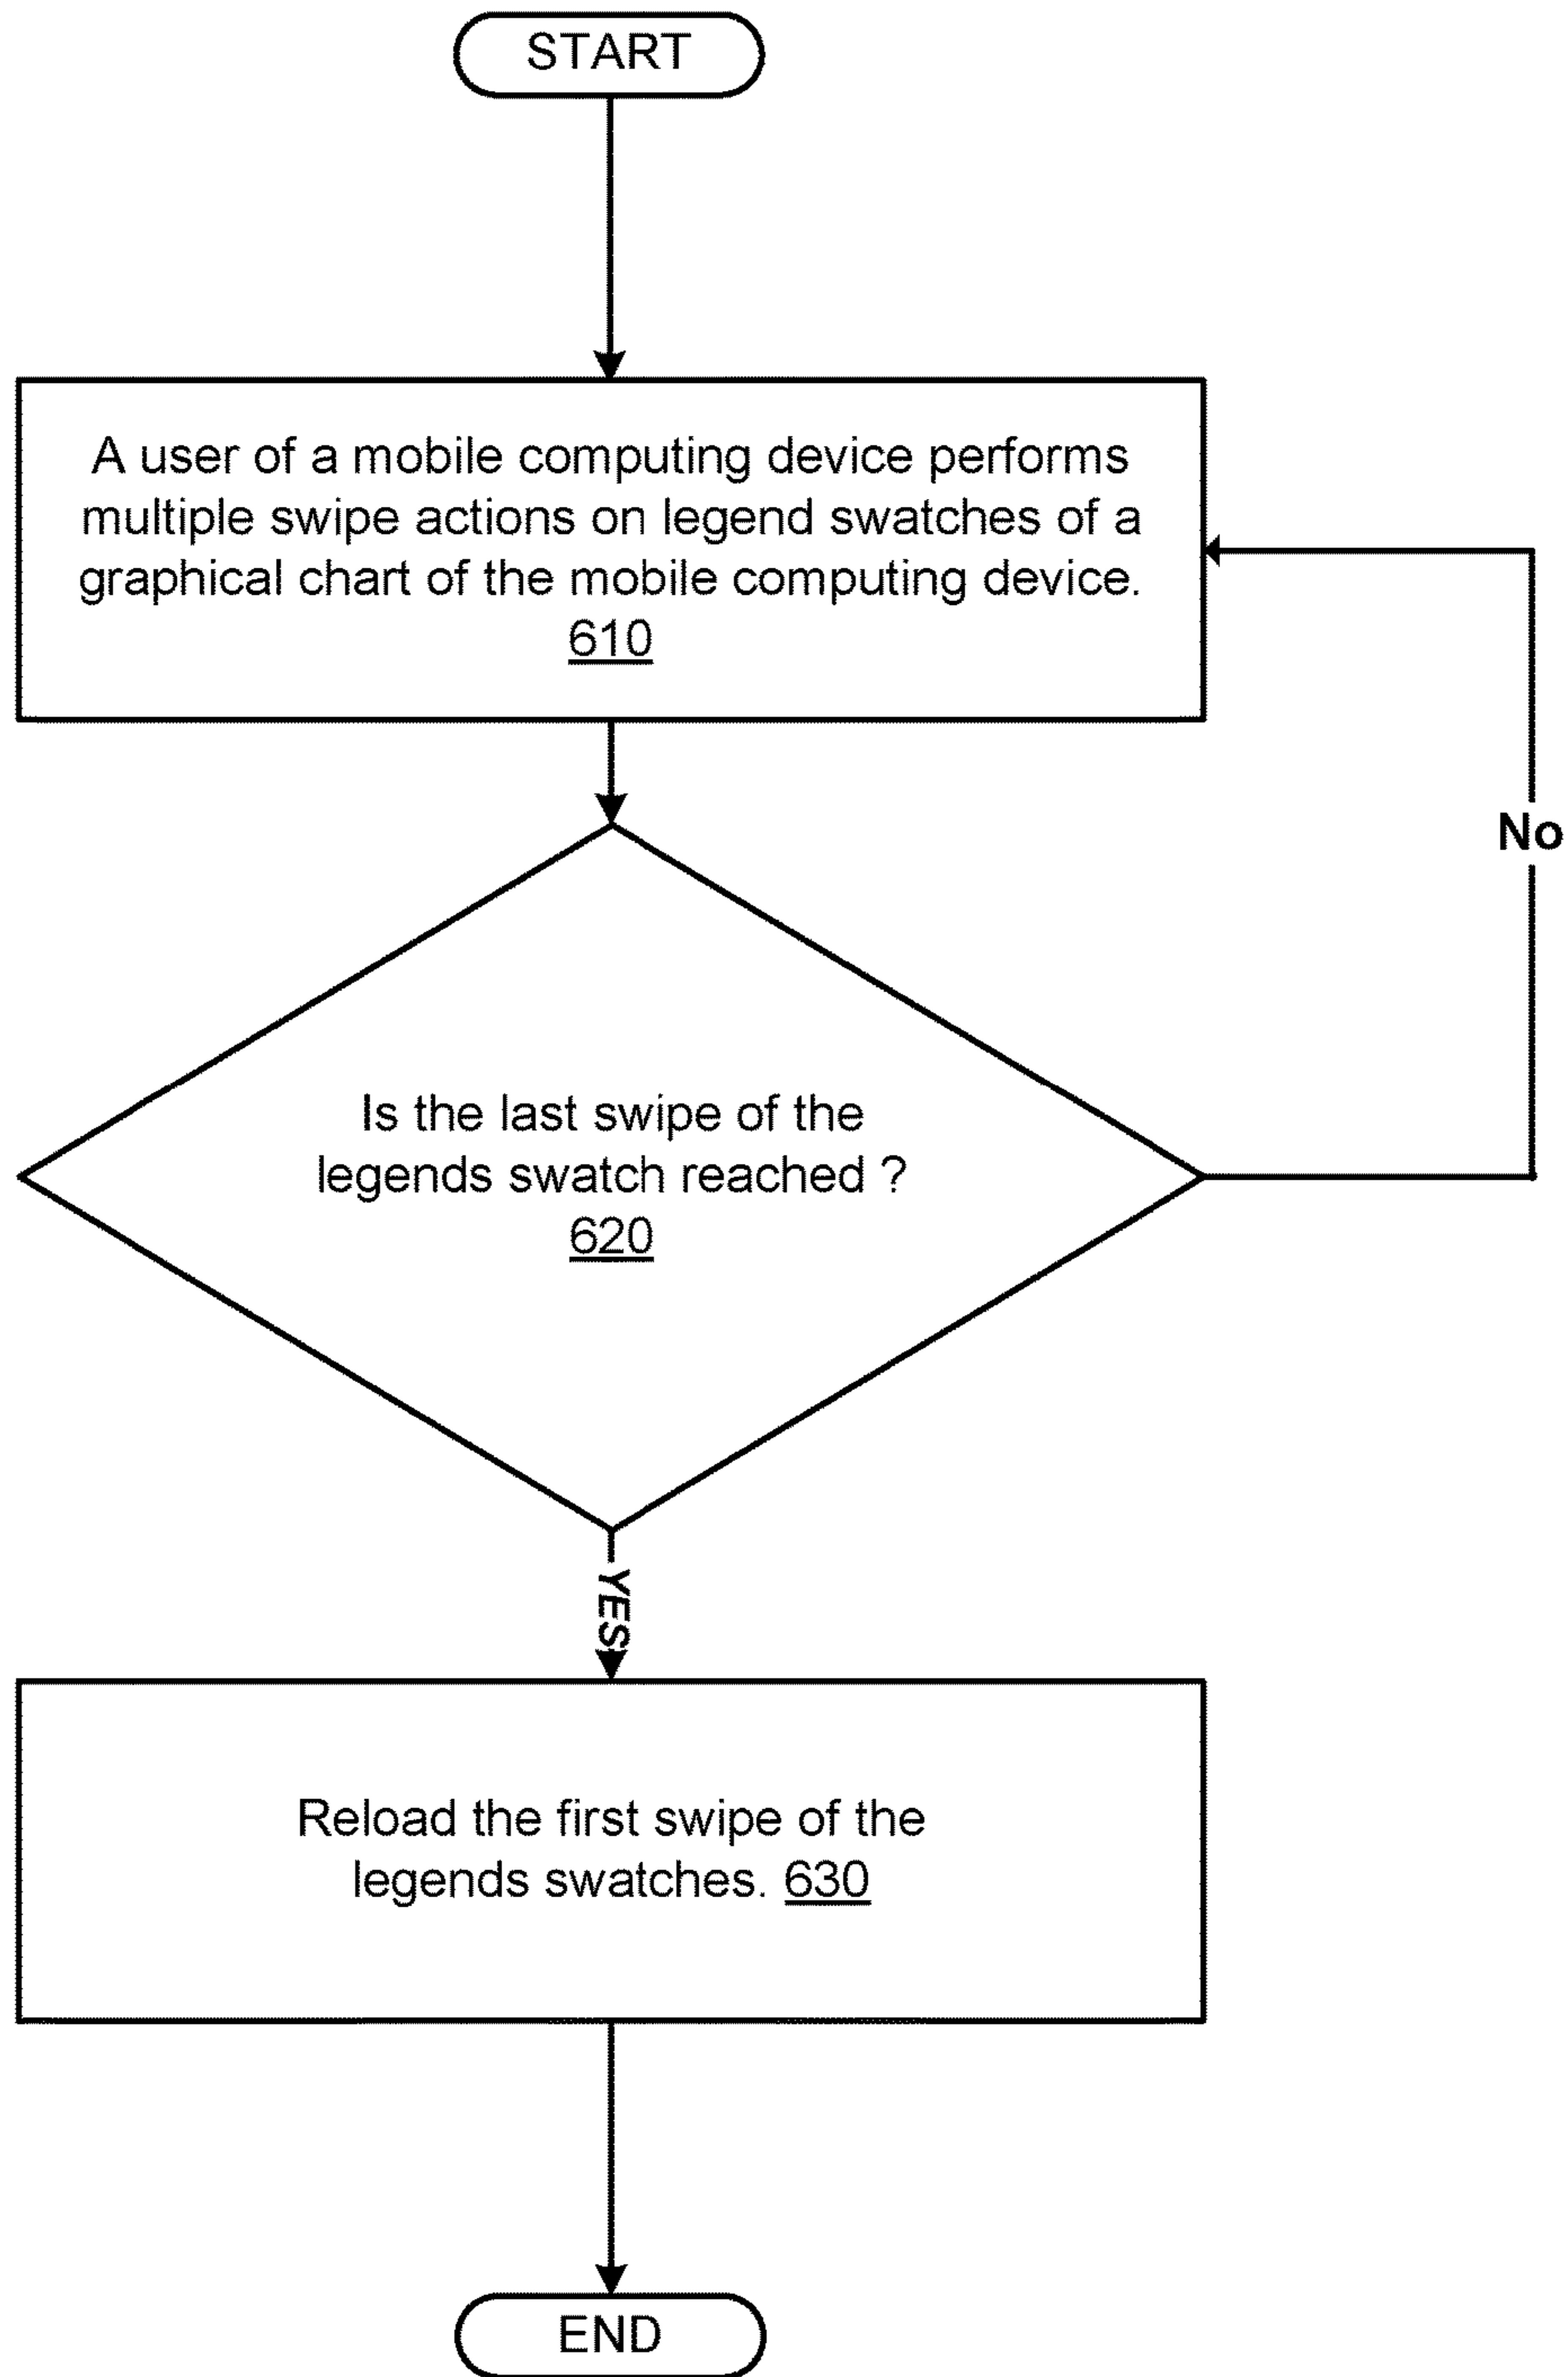 START
A user of a mobile computing device performs
multiple swipe actions on legend swatches of a
graphical chart of the mobile computing device.
610
No
Is the last swipe of the
legends swatch reached ?
620
YES
Reload the first swipe of the
legends swatches. 630
END